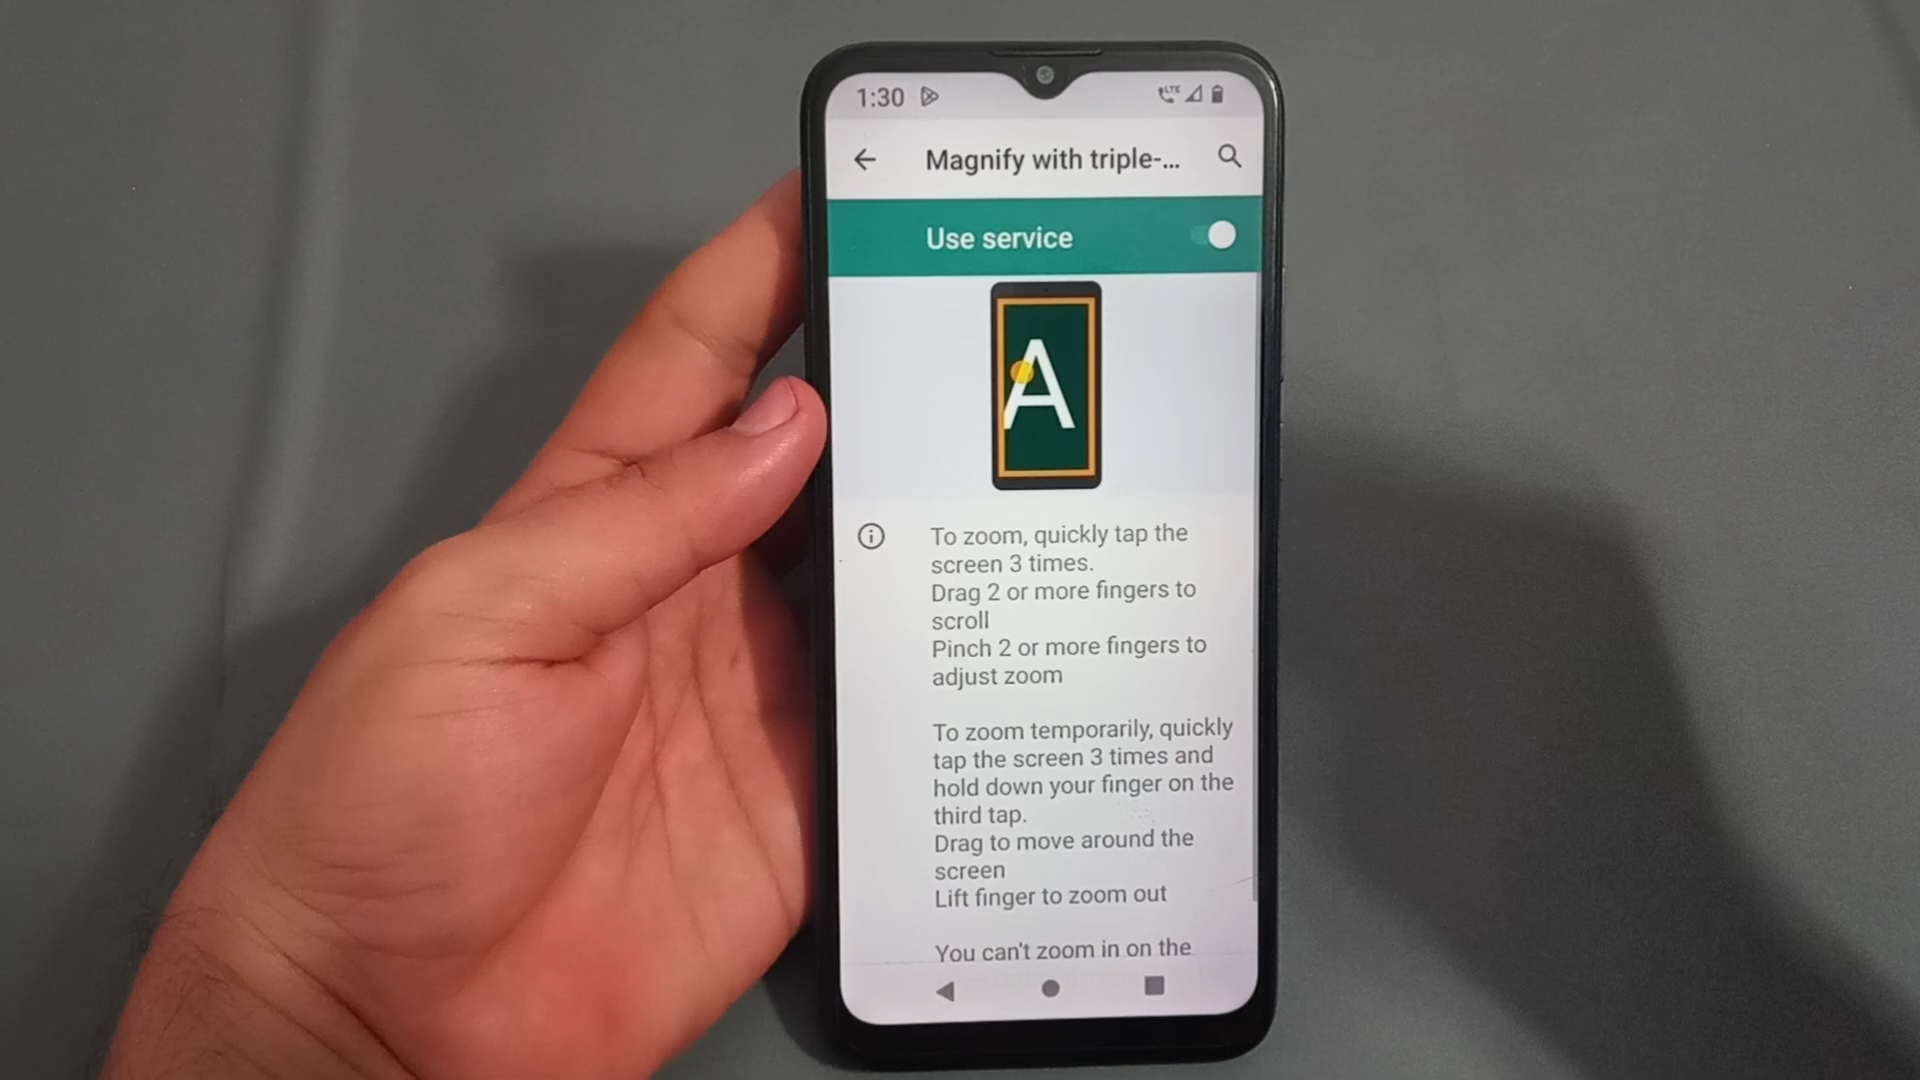 1:30 LTE
Magnify with triple-...
Use service
A
To zoom, quickly tap the
screen 3 times.
Drag 2 or more fingers to
scroll
Pinch 2 or more fingers to
adjust zoom
To zoom temporarily, quickly
tap the screen 3 times and
hold down your finger on the
third tap.
Drag to move around the
screen
Lift finger to zoom out
You can't zoom in on the